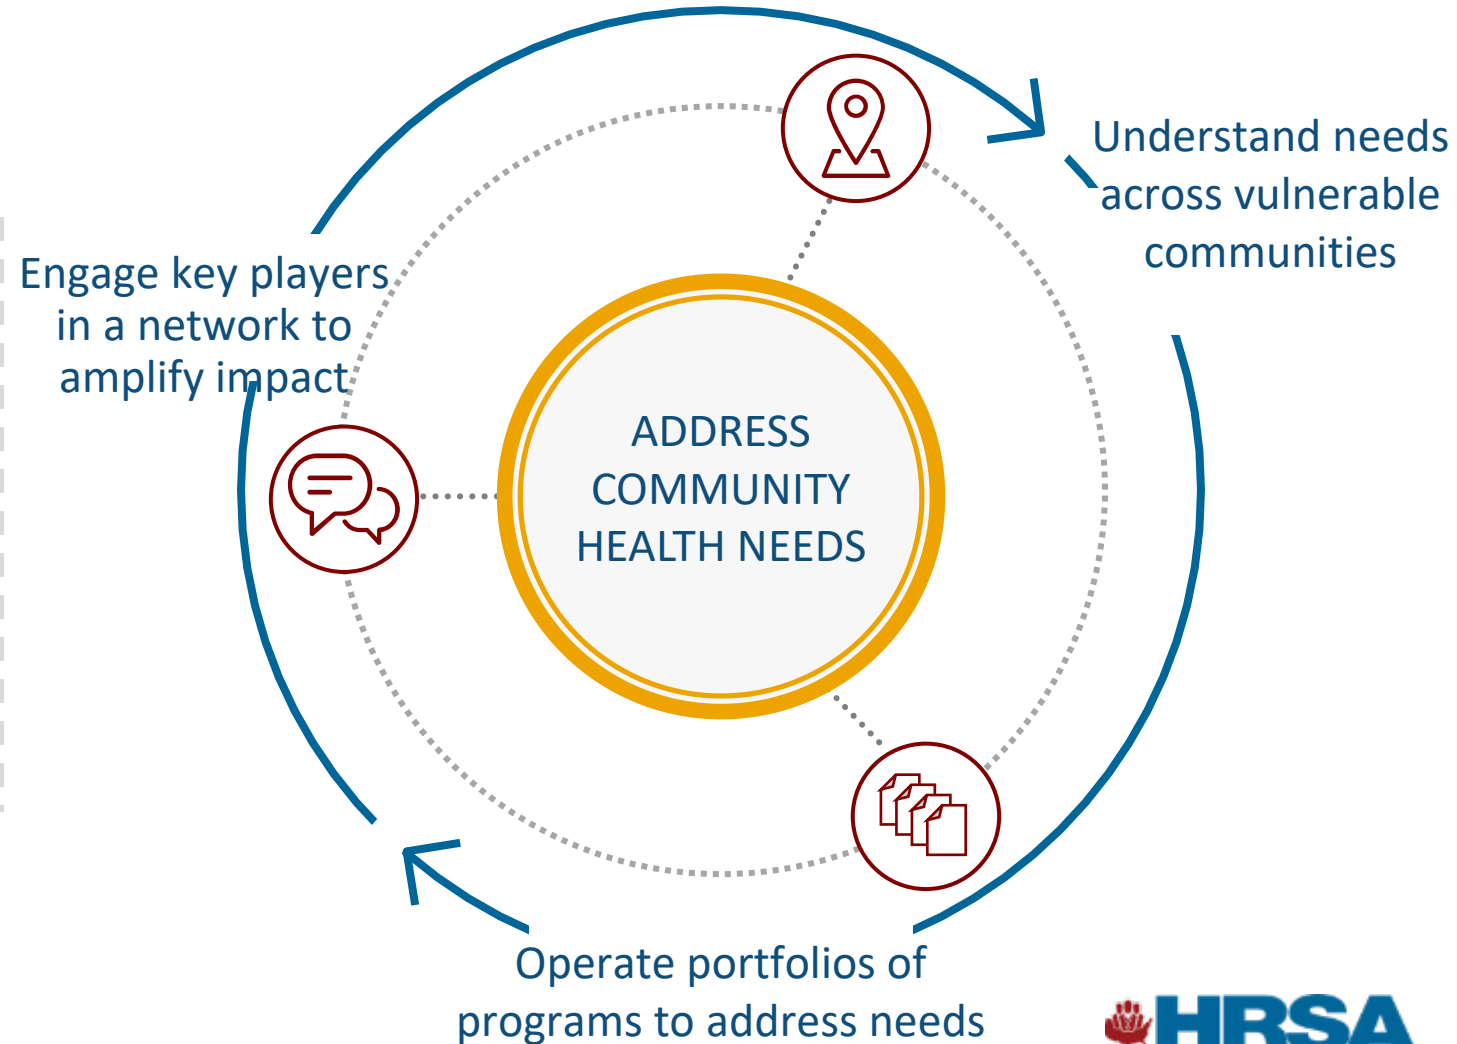 Understand needs
across vulnerable
communities
Engage key players
in a network to
amplify impact
ADDRESS
COMMUNITY
HEALTH NEEDS
Operate portfolios of
programs to address needs
HRSA